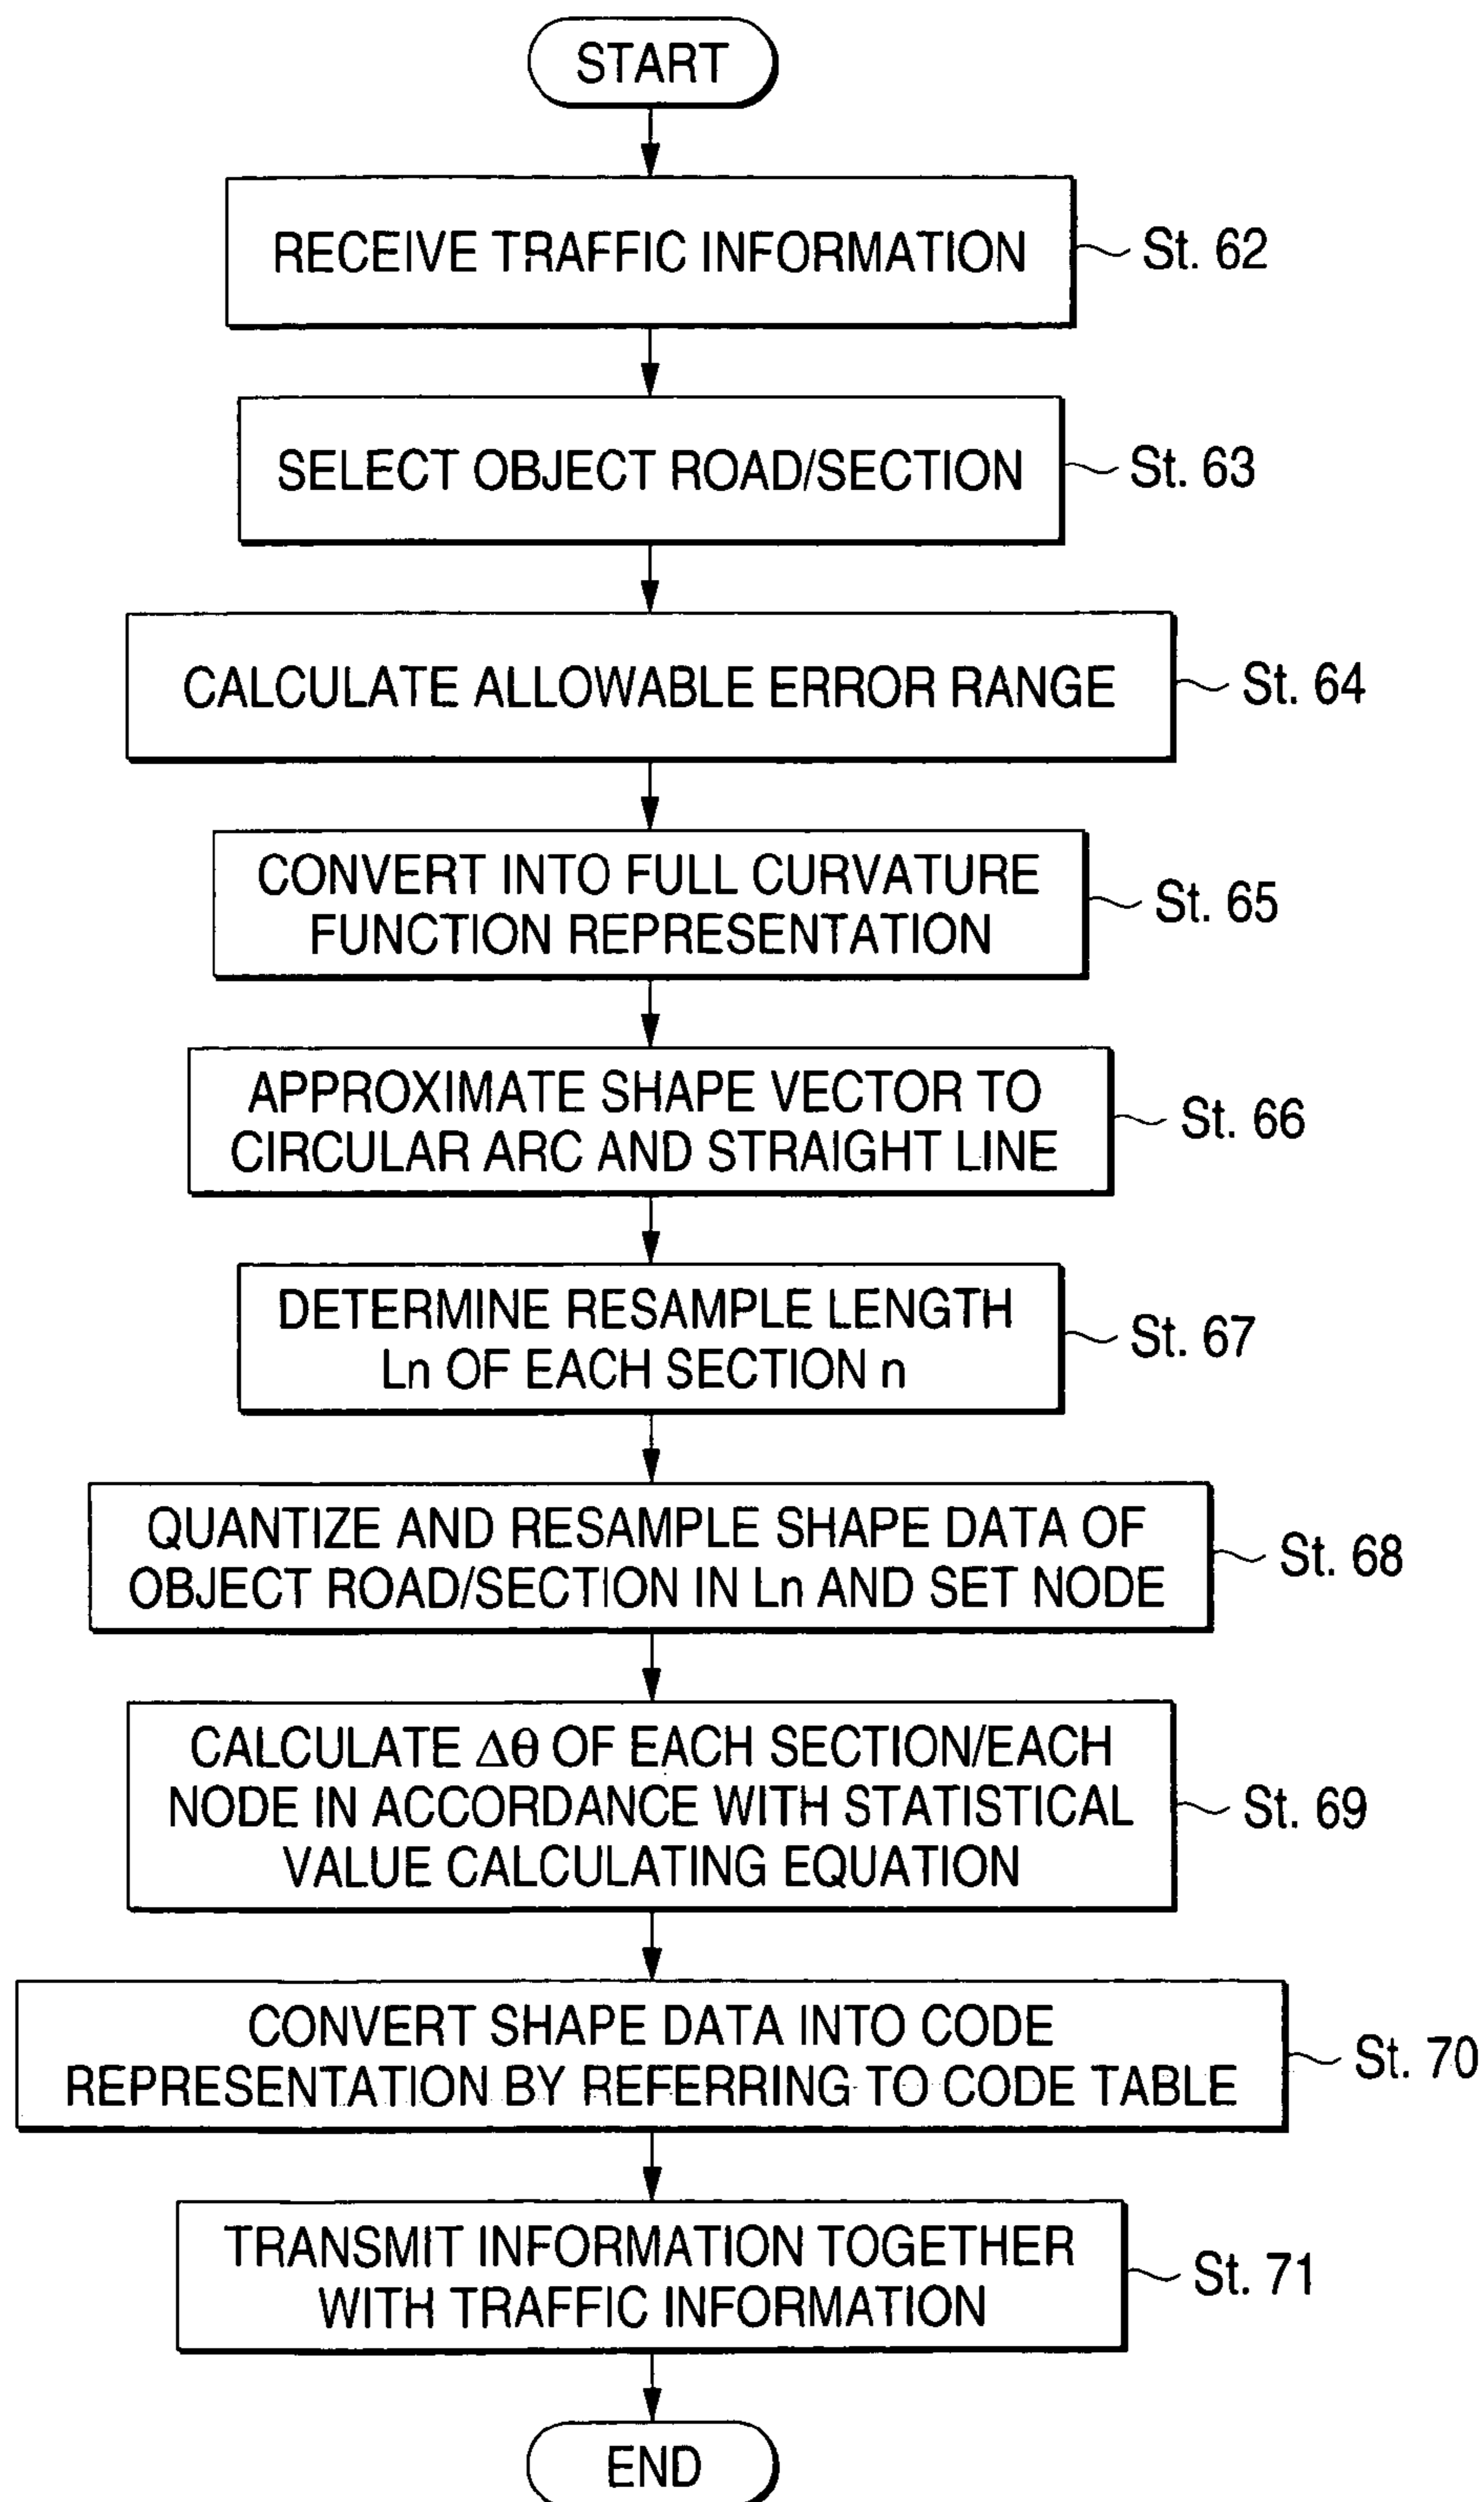 START
RECEIVE TRAFFIC INFORMATION
St. 62
SELECT OBJECT ROAD/SECTION
St. 63
CALCULATE ALLOWABLE ERROR RANGE
St. 64
CONVERT INTO FULL CURVATURE
FUNCTION REPRESENTATION
St. 65
APPROXIMATE SHAPE VECTOR TO
CIRCULAR ARC AND STRAIGHT LINE
St. 66
DETERMINE RESAMPLE LENGTH
Ln OF EACH SECTION n
St. 67
QUANTIZE AND RESAMPLE SHAPE DATA OF
OBJECT ROAD/SECTION IN Ln AND SET NODE
St. 68
CALCULATE Δθ OF EACH SECTION/EACH
NODE IN ACCORDANCE WITH STATISTICAL
VALUE CALCULATING EQUATION
St. 69
CONVERT SHAPE DATA INTO CODE
REPRESENTATION BY REFERRING TO CODE TABLE
St. 70
TRANSMIT INFORMATION TOGETHER
WITH TRAFFIC INFORMATION
St. 71
END